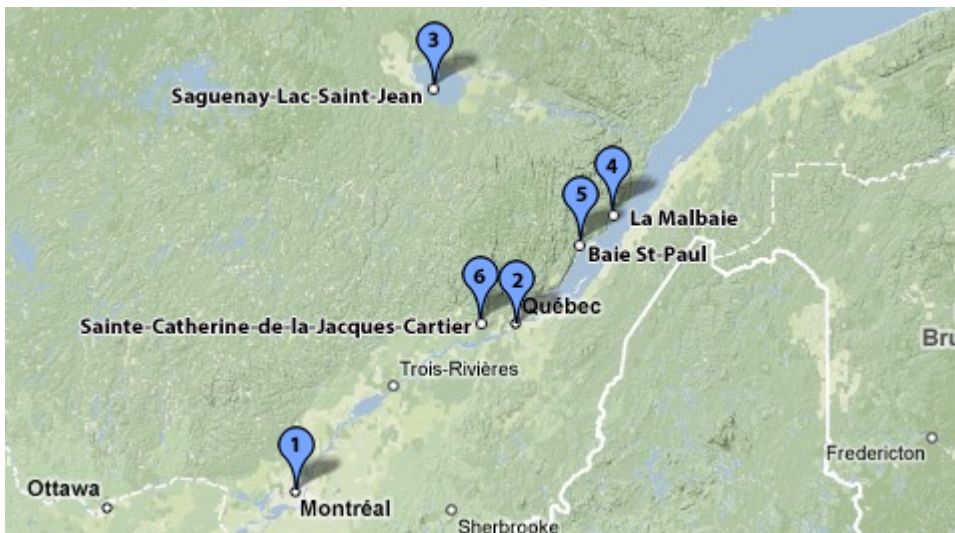 3
Saguenay-Lac-Saint-Jean
4
5
La Malbaie
Baie St-Paul
6
2
Québec
Sainte-Catherine-de-la-Jacques-Cartier
Bru
Trois-Rivières
1
Fredericton
Ottawa
Montréal
Sherbrooke